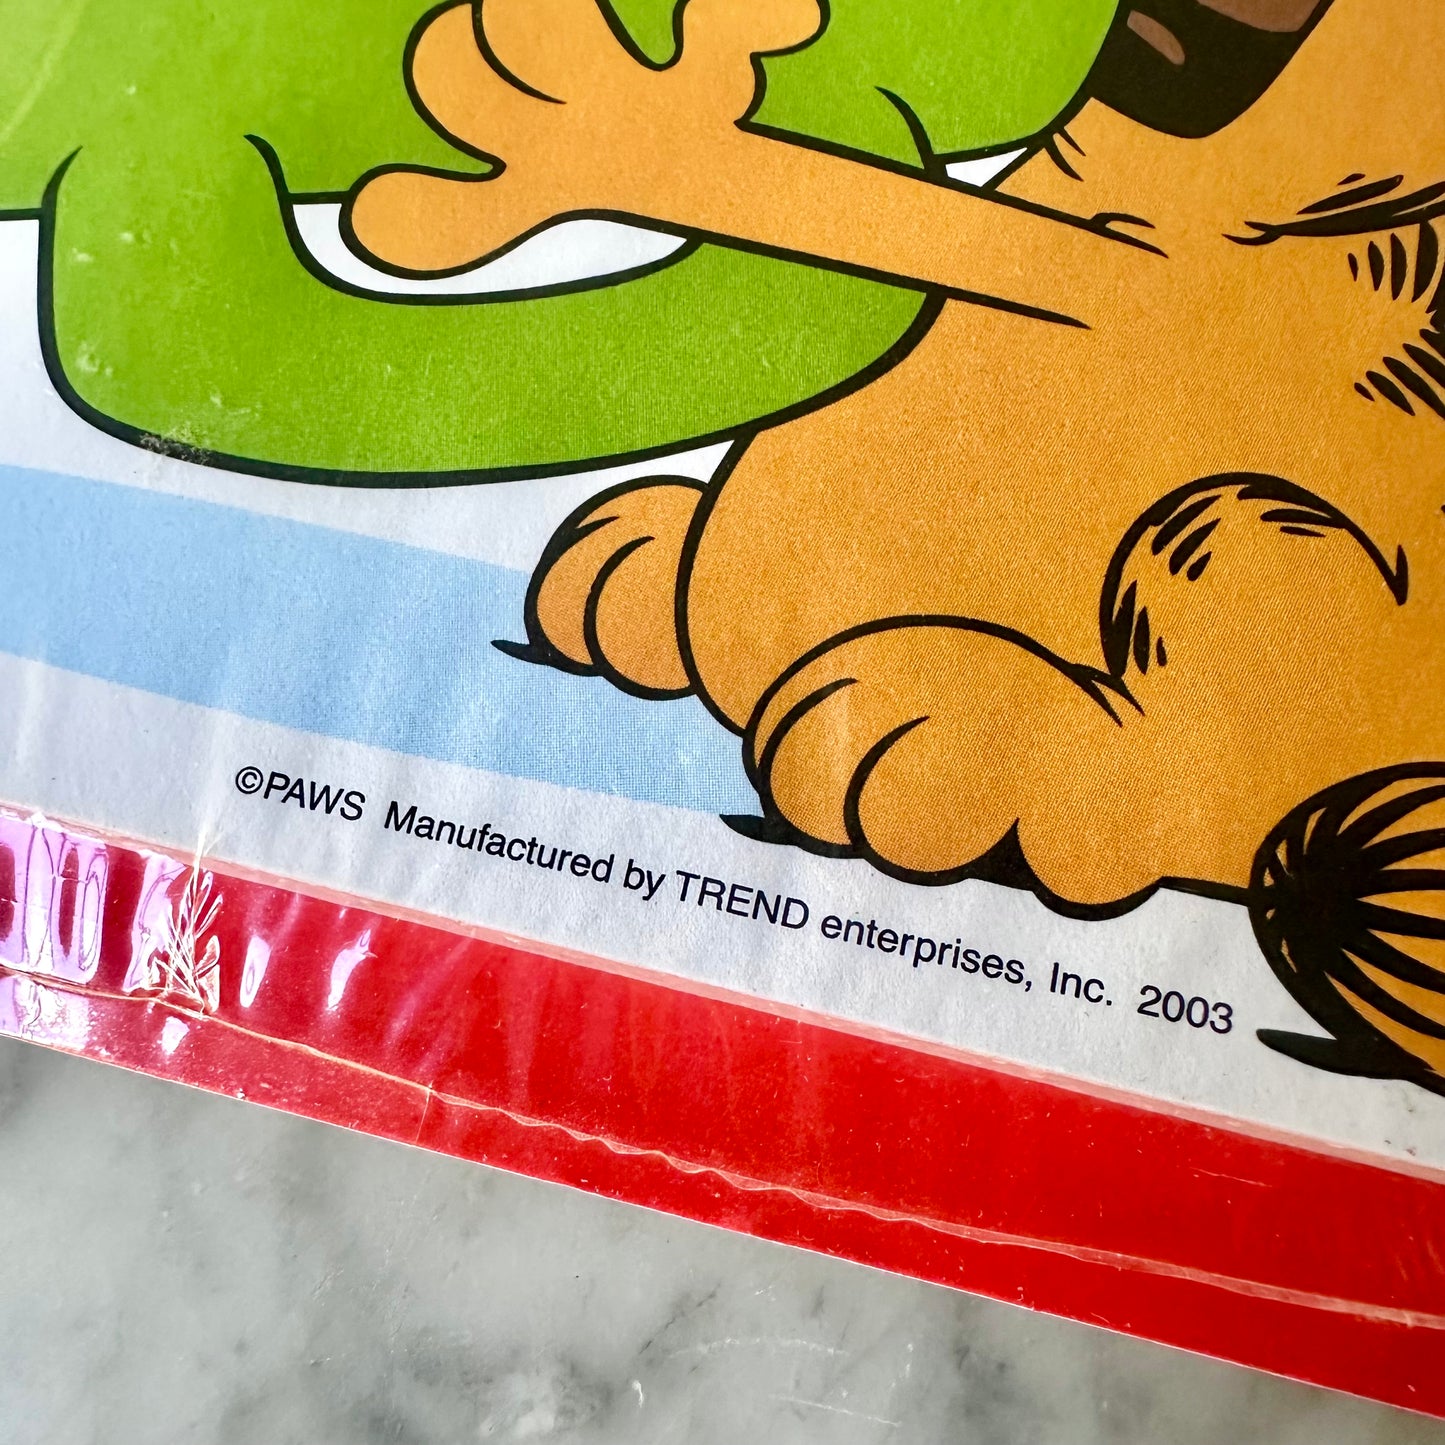 ©PAWS Manufactured by TREND enterprises, Inc. 2003